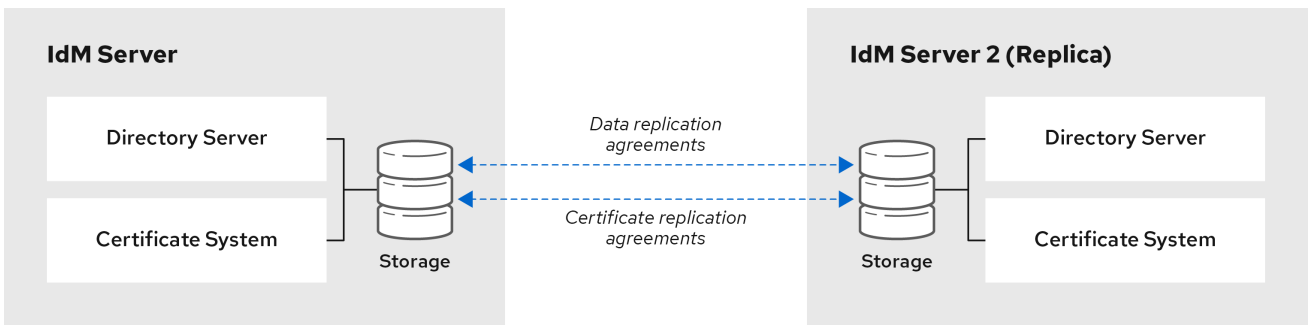 IdM Server
Directory Server
Certificate System
Storage
Data replication
agreements
Certificate replication
agreements
IdM Server 2 (Replica)
Directory Server
Certificate System
Storage